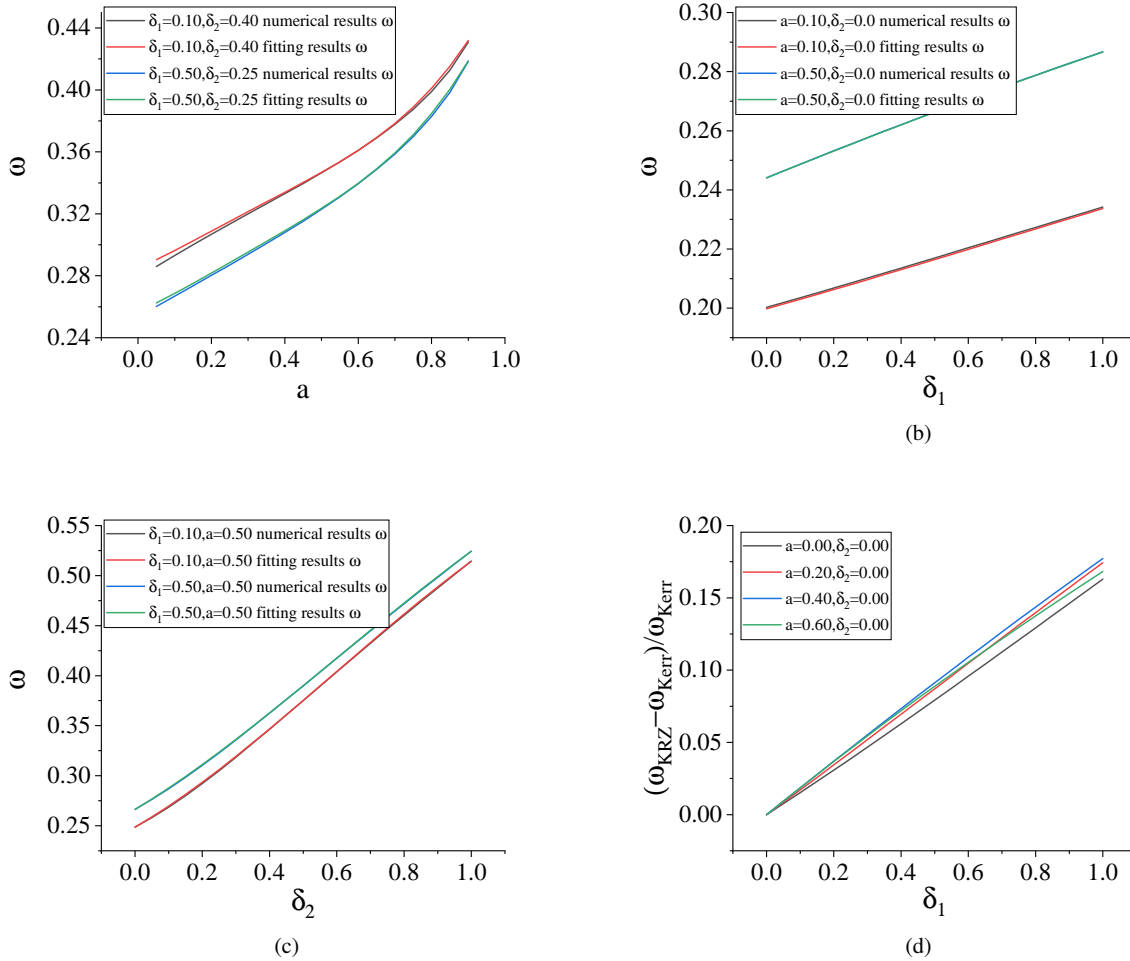 δ₁=0.10,δ₂=0.40 numerical results ω
δ₁=0.10,δ₂=0.40 fitting results ω
δ₁=0.50,δ₂=0.25 numerical results ω
δ₁=0.50,δ₂=0.25 fitting results ω
0.44
0.40
0.36
0.32
0.28
0.24
ω
0.0 0.2 0.4 0.6 0.8 1.0
a
a=0.10,δ₂=0.0 numerical results ω
a=0.10,δ₂=0.0 fitting results ω
a=0.50,δ₂=0.0 numerical results ω
a=0.50,δ₂=0.0 fitting results ω
0.30
0.28
0.26
0.24
0.22
0.20
ω
0.0 0.2 0.4 0.6 0.8 1.0
δ₁
(b)
δ₁=0.10,a=0.50 numerical results ω
δ₁=0.10,a=0.50 fitting results ω
δ₁=0.50,a=0.50 numerical results ω
δ₁=0.50,a=0.50 fitting results ω
0.55
0.50
0.45
0.40
0.35
0.30
0.25
ω
0.0 0.2 0.4 0.6 0.8 1.0
δ₂
(c)
a=0.00,δ₂=0.00
a=0.20,δ₂=0.00
a=0.40,δ₂=0.00
a=0.60,δ₂=0.00
0.20
0.15
0.10
0.05
0.00
(ω_KRZ−ω_Kerr)/ω_Kerr
0.0 0.2 0.4 0.6 0.8 1.0
δ₁
(d)